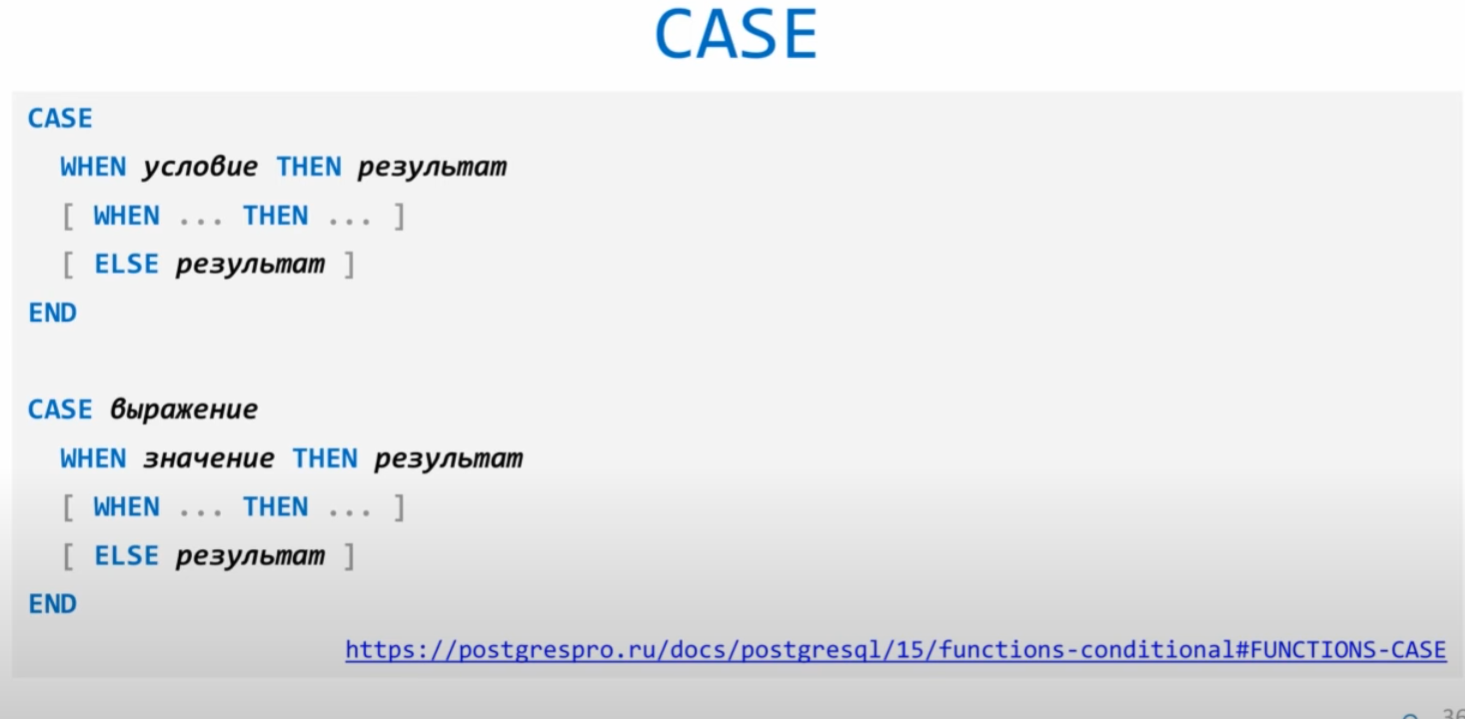 CASE
CASE
WHEN условие THEN результат
[ WHEN ... THEN ... ]
[ ELSE результат ]
END
CASE выражение
WHEN значение THEN результат
[ WHEN ... THEN ... ]
[ ELSE результат ]
END
https://postgrespro.ru/docs/postgresql/15/functions-conditional#FUNCTIONS-CASE